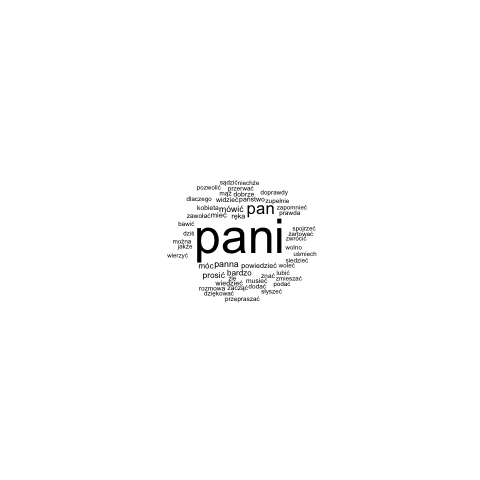 sądzić niechże
pozwolić przerwać
mąż dobrze doprawdy
dlaczego widzieć państwo zupełnie
kobieta mówić pan zapomnieć
zawołać mieć ręka prawda
bawić spojrzeć
dziś pani żartować
można zwrócić
jakże wolno
wierzyć uśmiech
siedzieć
móc panna powiedzieć woleć
prosić bardzo znać lubić
źle musieć zmieszać
wiedzieć dodać podać
rozmowa zacząć słyszeć
dziękować
przepraszać